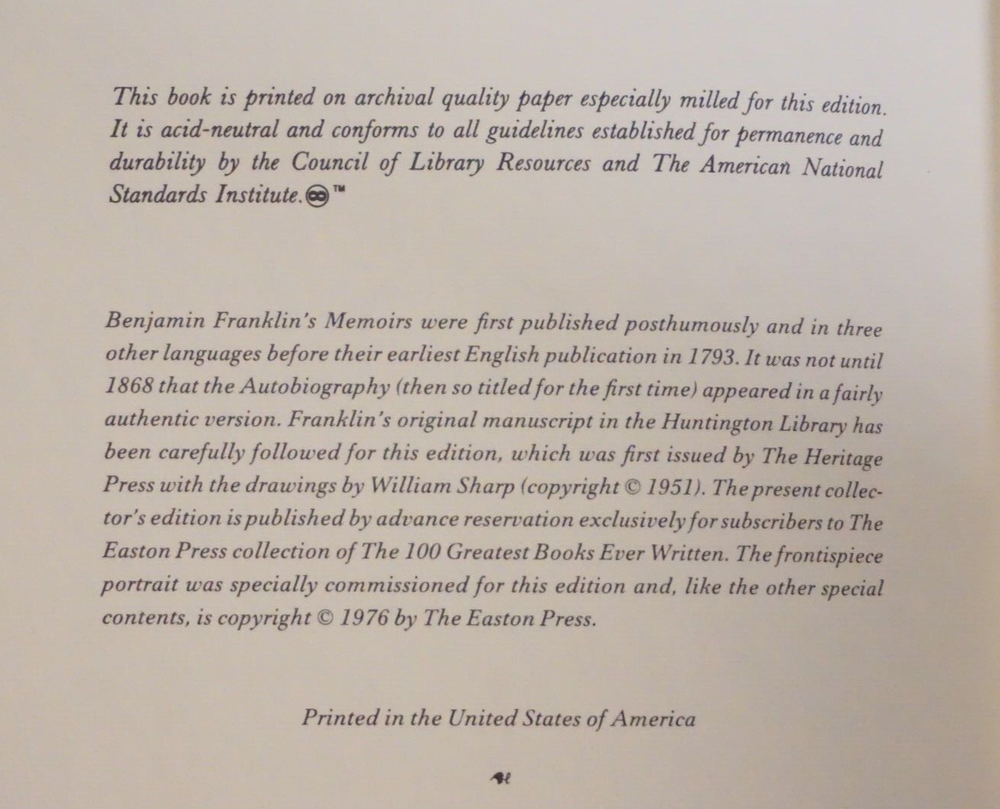 This book is printed on archival quality paper especially milled for this edition.
It is acid-neutral and conforms to all guidelines established for permanence and
durability by the Council of Library Resources and The American National
Standards Institute.♾™
Benjamin Franklin's Memoirs were first published posthumously and in three
other languages before their earliest English publication in 1793. It was not until
1868 that the Autobiography (then so titled for the first time) appeared in a fairly
authentic version. Franklin's original manuscript in the Huntington Library has
been carefully followed for this edition, which was first issued by The Heritage
Press with the drawings by William Sharp (copyright © 1951). The present collec-
tor's edition is published by advance reservation exclusively for subscribers to The
Easton Press collection of The 100 Greatest Books Ever Written. The frontispiece
portrait was specially commissioned for this edition and, like the other special
contents, is copyright © 1976 by The Easton Press.
Printed in the United States of America